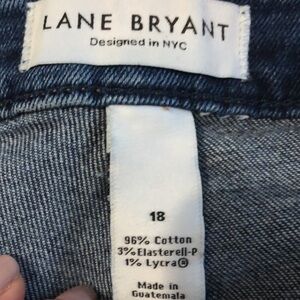 LANE BRYANT
Designed in NYC
18
96% Cotton
3% Elasterell-P
1% Lycra®
Made in
Guatemala